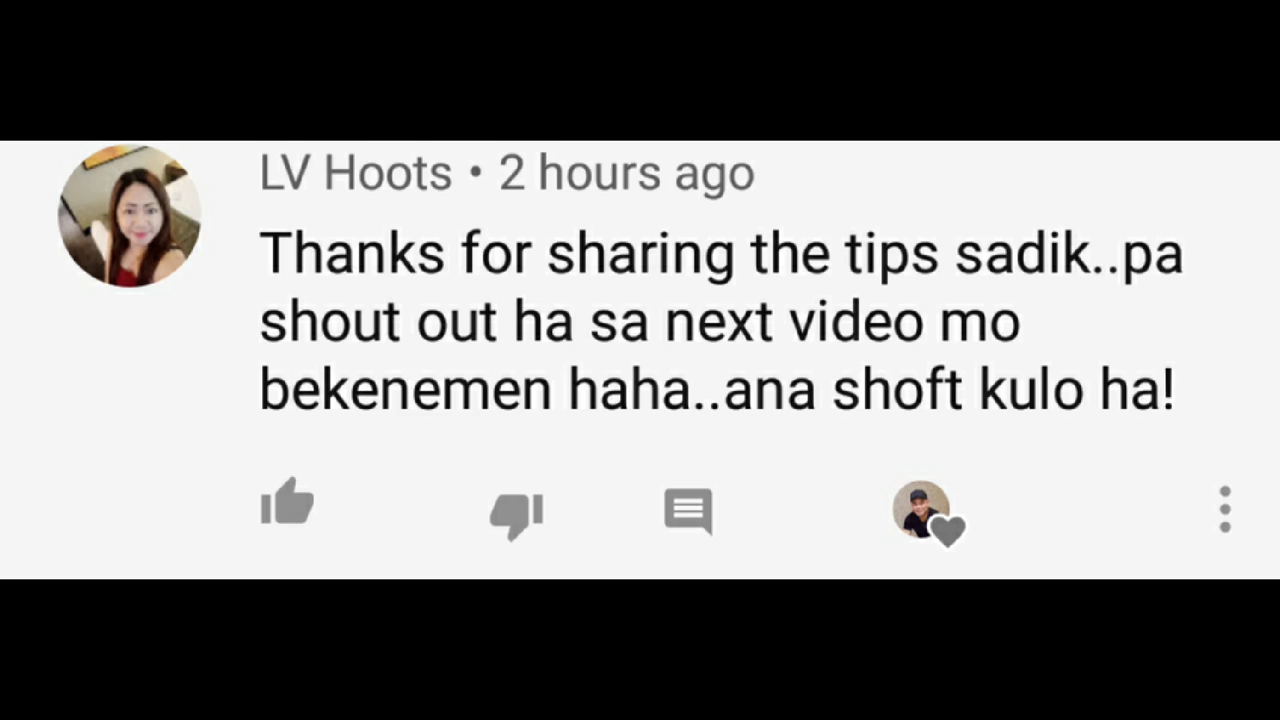 LV Hoots • 2 hours ago
Thanks for sharing the tips sadik..pa
shout out ha sa next video mo
bekenemen haha..ana shoft kulo ha!